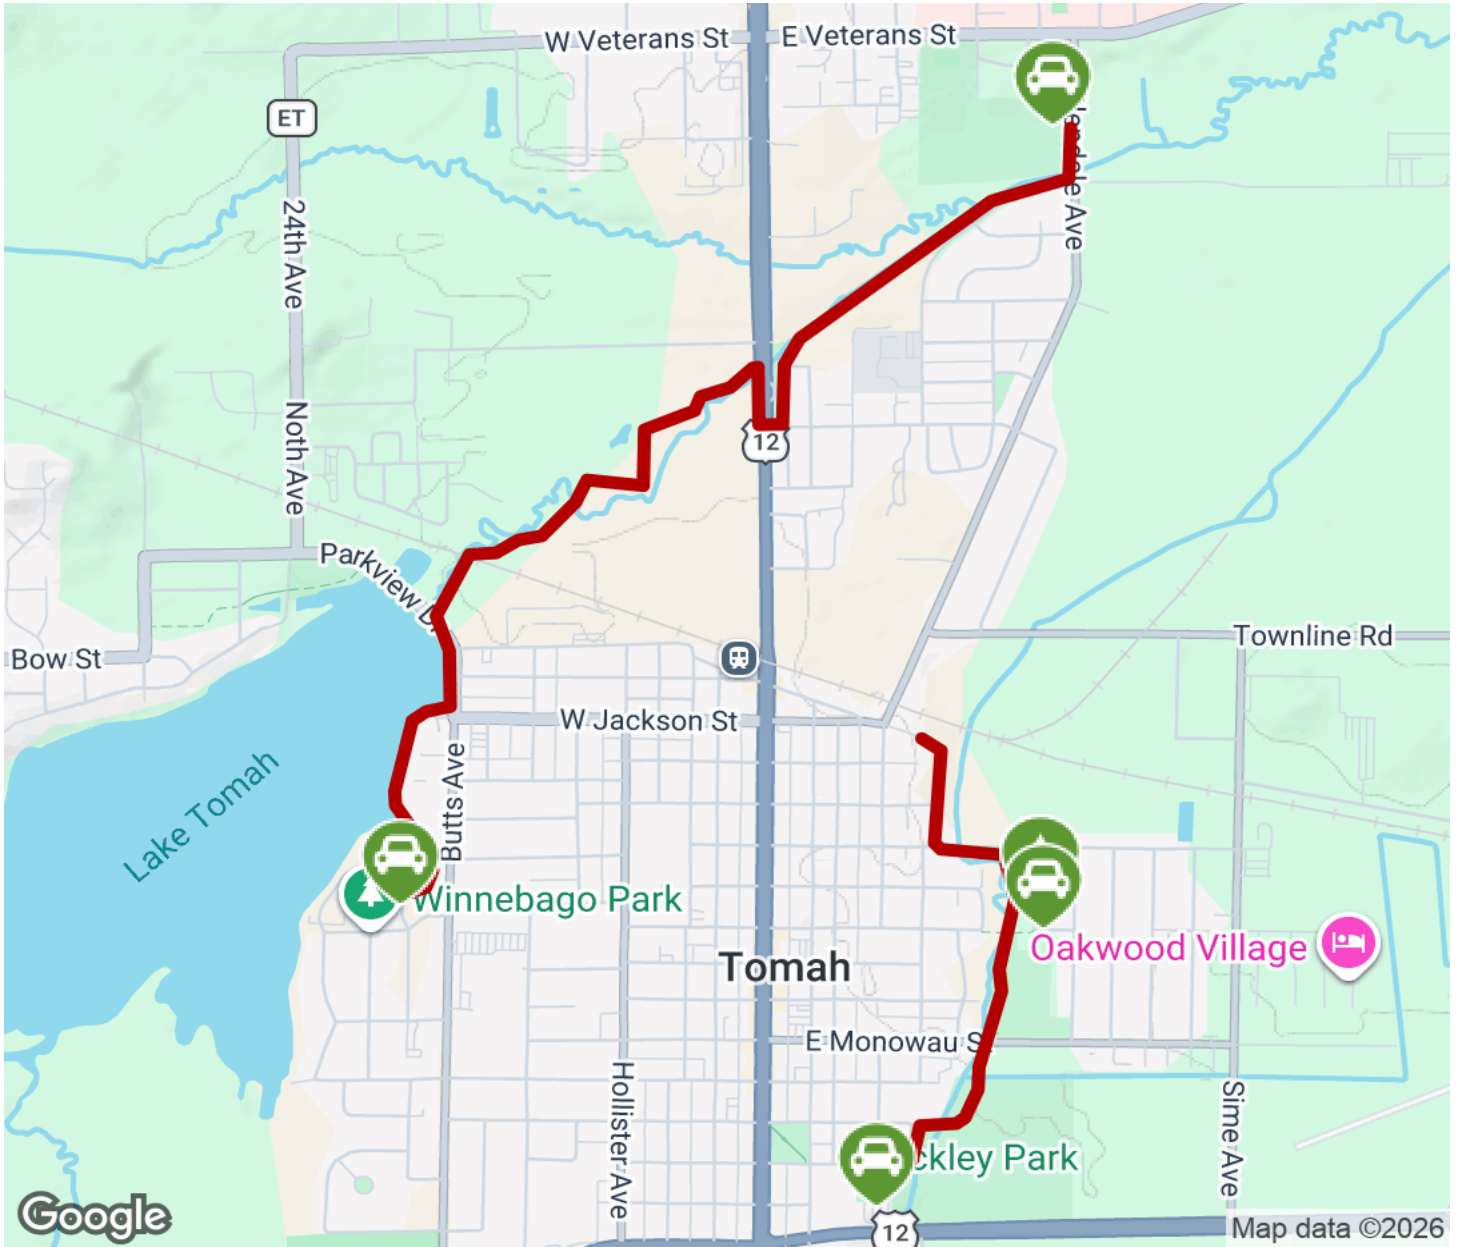 W Veterans St
E Veterans St
ET
24th Ave
Noth Ave
12
Parkview
Bow St
Townline Rd
W Jackson St
Butts Ave
Lake Tomah
Winnebago Park
Tomah
Oakwood Village
E Monowau
Hollister Ave
Sime Ave
ckley Park
12
Google
Map data ©2026